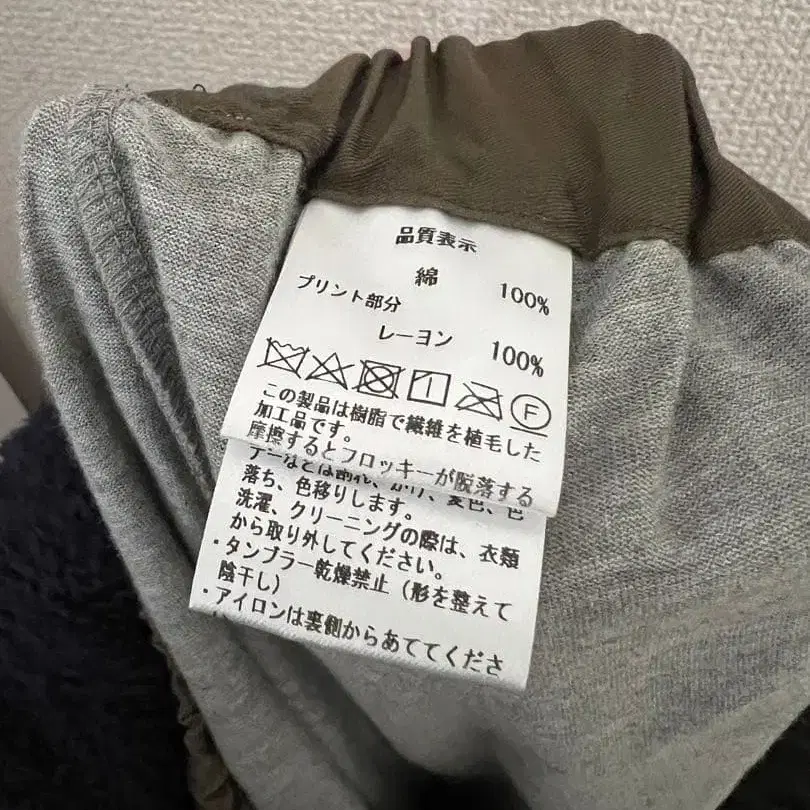 品質表示
綿 100%
プリント部分
レーヨン 100%
F
この製品は樹脂で繊維を植毛した
加工品です。
摩擦するとフロッキーが脱落する
落ち、色移りします。
洗濯、クリーニングの際は、衣類
から取り外してください。
・タンブラー乾燥禁止(形を整えて
陰干し)
・アイロンは裏側からあててくださ